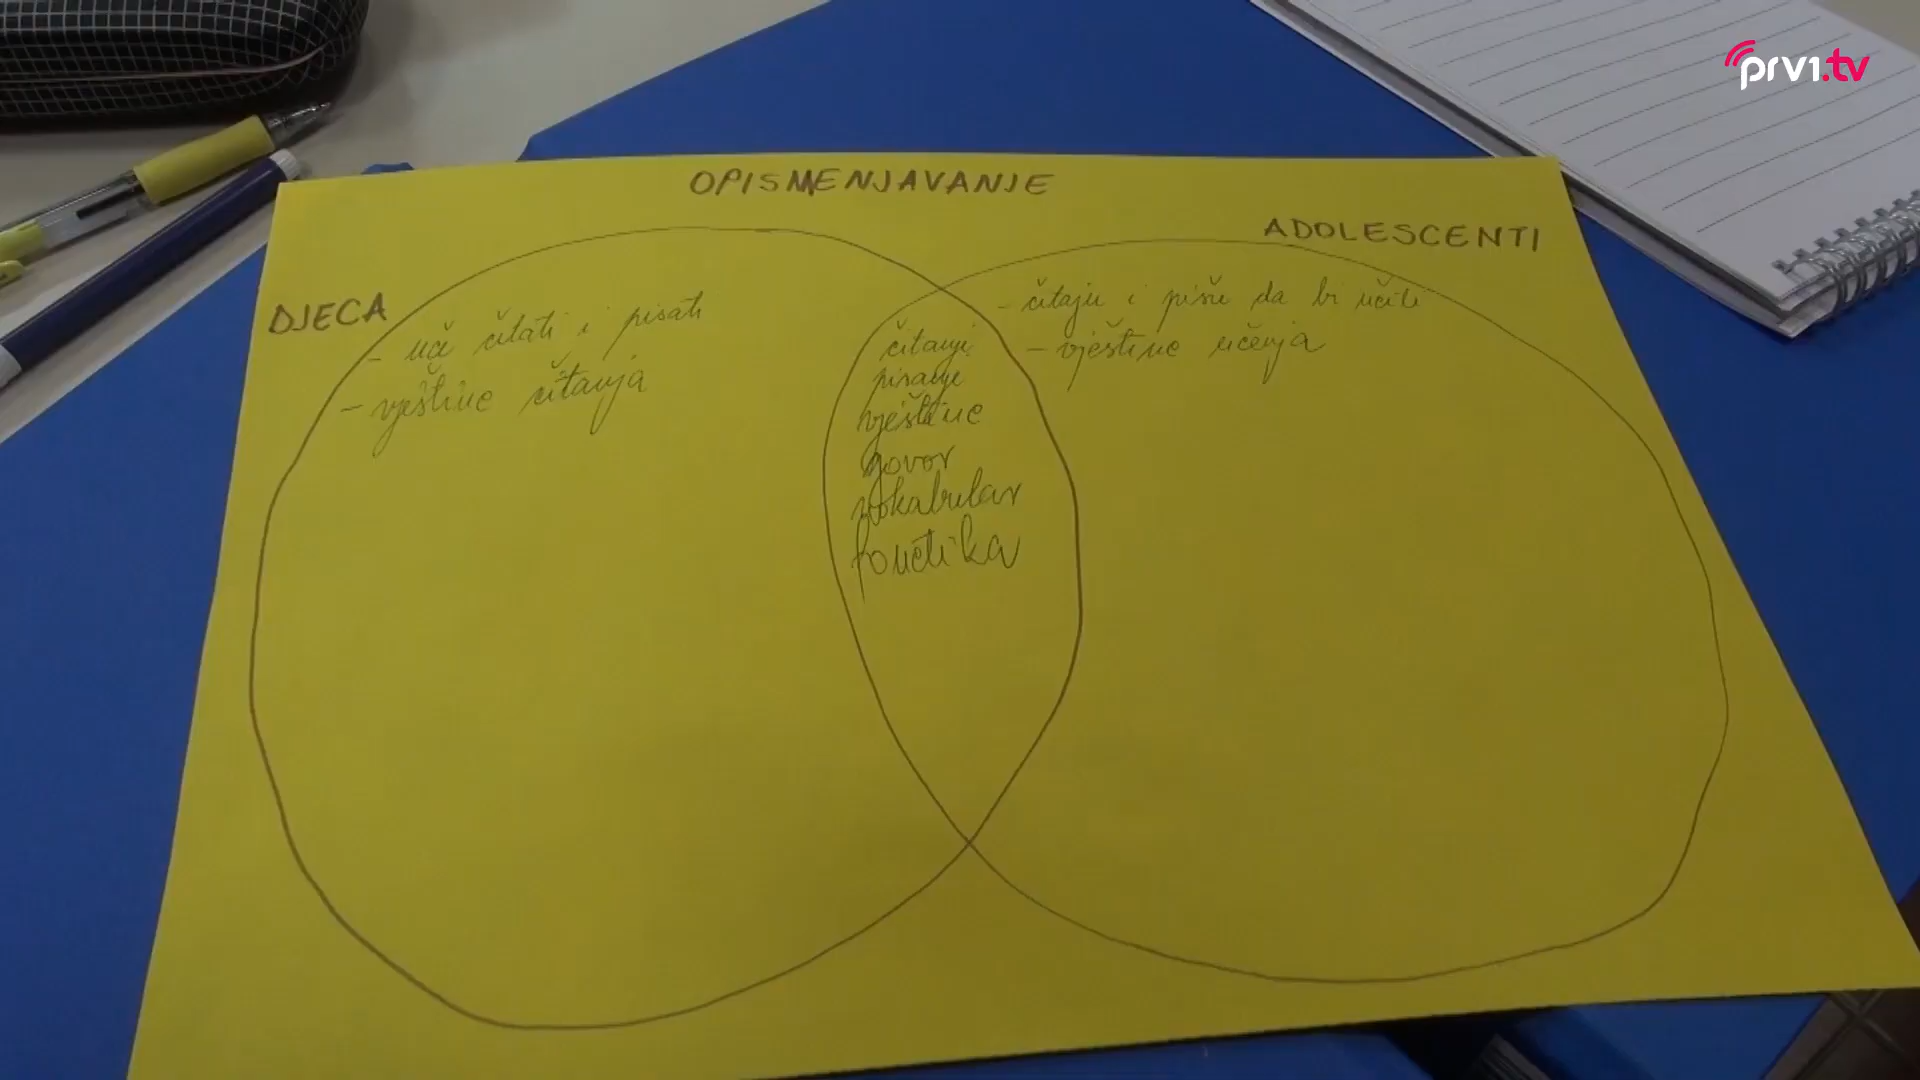 prv1.tv
OPISMENJAVANJE
DJECA
- uče čitati i pisati
- vještine čitanja
čitanje
pisanje
vještine
govor
vokabular
fonetika
ADOLESCENTI
- čitaju i pišu da bi učili
- vještine učenja